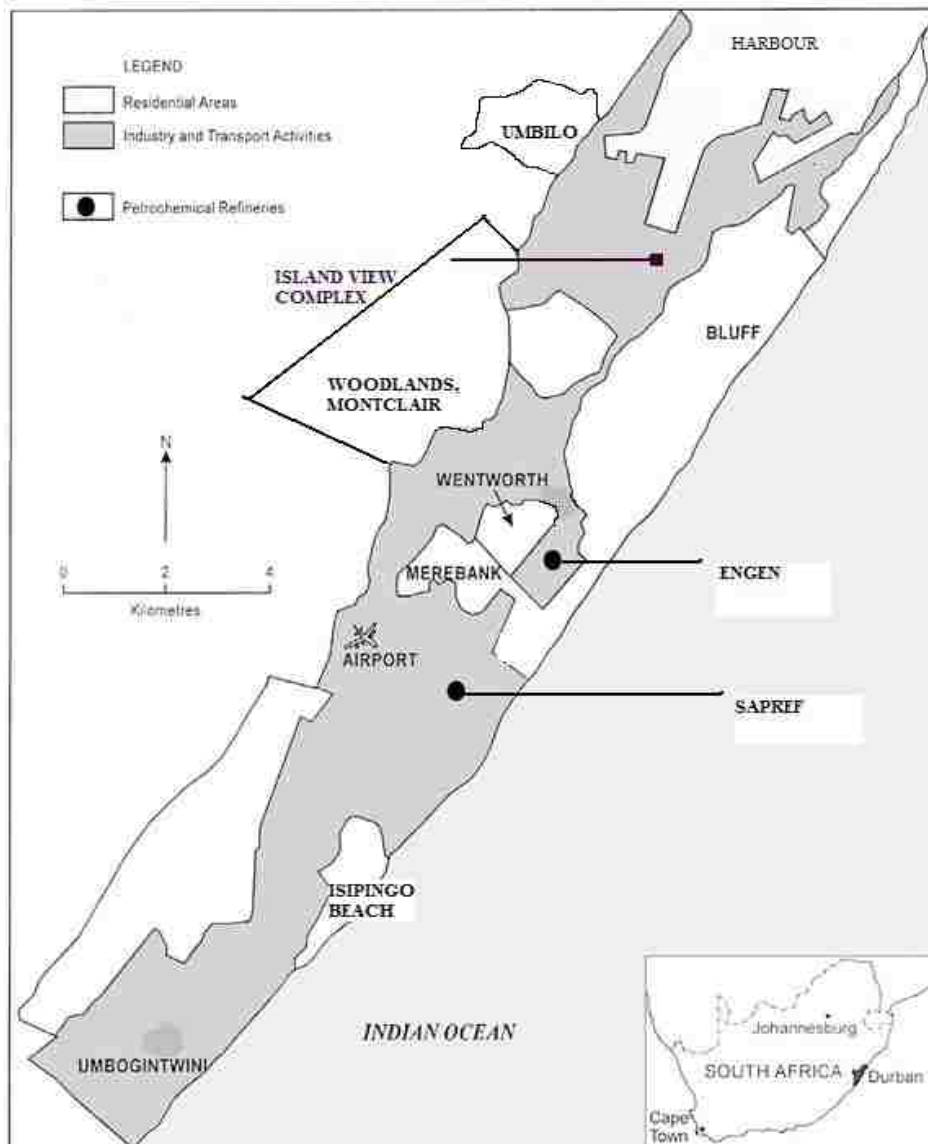 HARBOUR
LEGEND
Residential Areas
Industry and Transport Activities
Petrochemical Refineries
UMBILO
ISLAND VIEW
COMPLEX
BLUFF
WOODLANDS,
MONTCLAIR
N
WENTWORTH
0 2 4
Kilometres
MEREBANK
ENGEN
AIRPORT
SAPREF
ISIPINGO
BEACH
INDIAN OCEAN
UMBOGINTWINI
Johannesburg
SOUTH AFRICA
Durban
Cape
Town